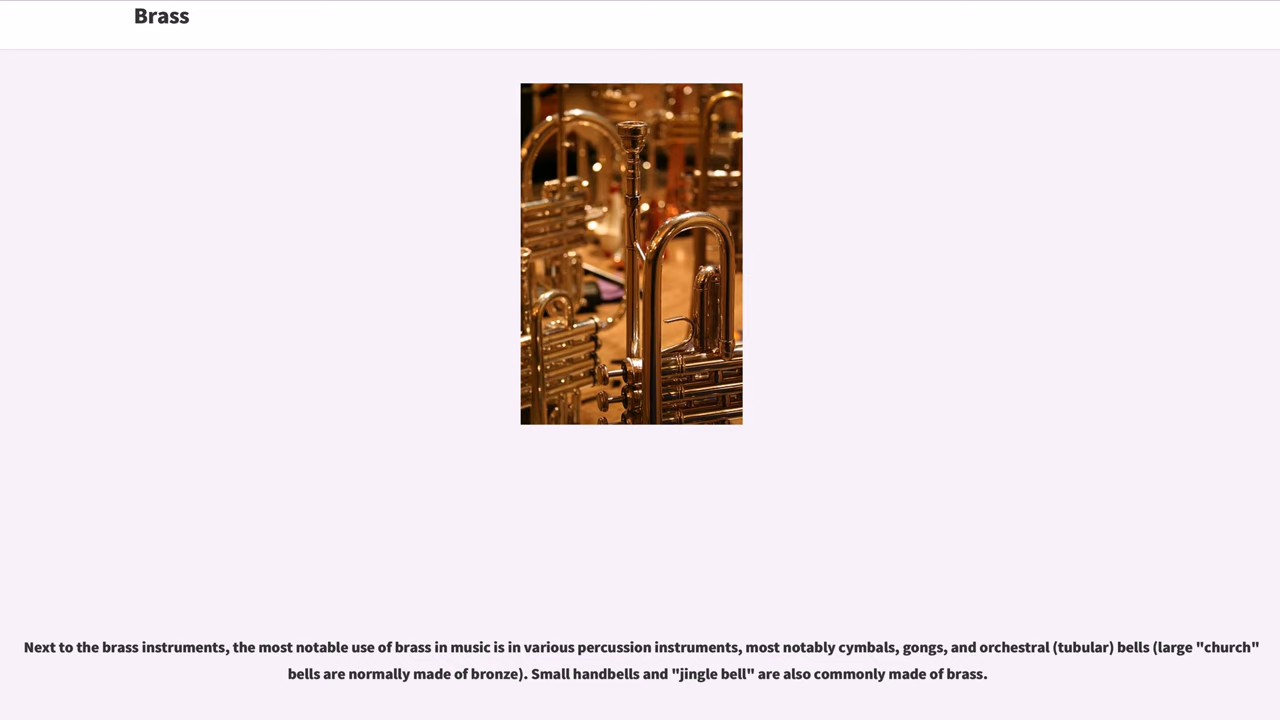 Brass
Next to the brass instruments, the most notable use of brass in music is in various percussion instruments, most notably cymbals, gongs, and orchestral (tubular) bells (large "church"
bells are normally made of bronze). Small handbells and "jingle bell" are also commonly made of brass.